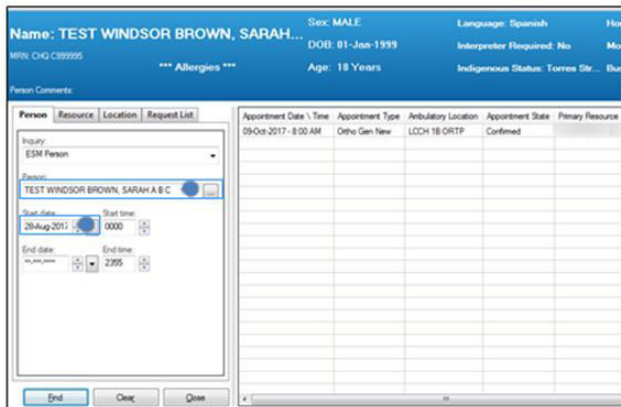 Name: TEST WINDSOR BROWN, SARAH...
Sex: MALE
Language: Spanish
DOB: 01-Jan-1999
Interpreter Required: No
MRN: CHQ C999995
*** Allergies ***
Age: 18 Years
Indigenous Status: Torres Str...
Person Comments:
Person Resource Location Request List
Inquiry:
ESM Person
Person:
TEST WINDSOR BROWN, SARAH A B C ...
Start date: Start time:
28-Aug-201 0000
End date: End time:
**-***-**** 2355
Find Clear Close
Appointment Date \ Time Appointment Type Ambulatory Location Appointment State Primary Resource
09-Oct-2017 - 8:00 AM Ortho Gen New LCCH 1B ORTP Confirmed